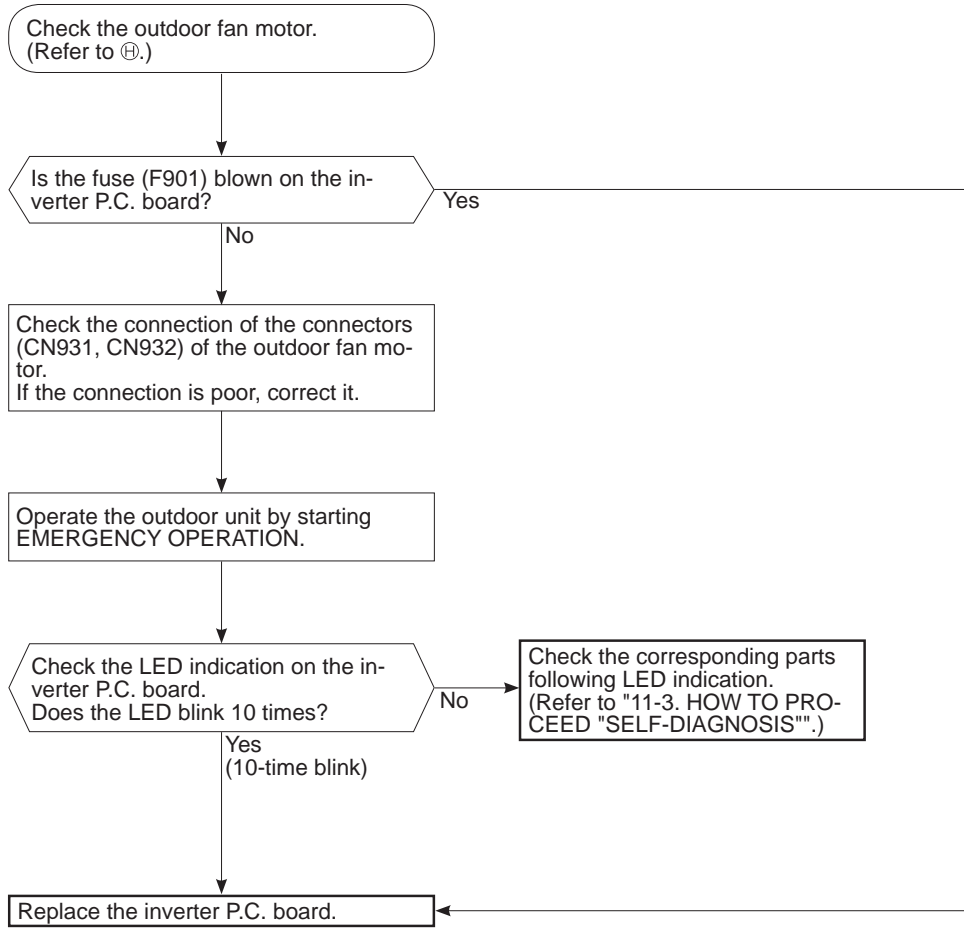 Check the outdoor fan motor.
(Refer to Ⓗ.)
Is the fuse (F901) blown on the in-
verter P.C. board?
Yes
No
Check the connection of the connectors
(CN931, CN932) of the outdoor fan mo-
tor.
If the connection is poor, correct it.
Operate the outdoor unit by starting
EMERGENCY OPERATION.
Check the LED indication on the in-
verter P.C. board.
Does the LED blink 10 times?
No
Check the corresponding parts
following LED indication.
(Refer to "11-3. HOW TO PRO-
CEED "SELF-DIAGNOSIS"".)
Yes
(10-time blink)
Replace the inverter P.C. board.